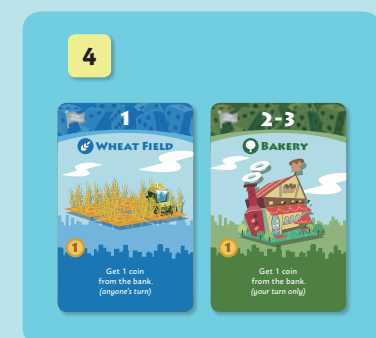 4
1
WHEAT FIELD
1
Get 1 coin
from the bank.
(anyone's turn)
2-3
BAKERY
1
Get 1 coin
from the bank.
(your turn only)